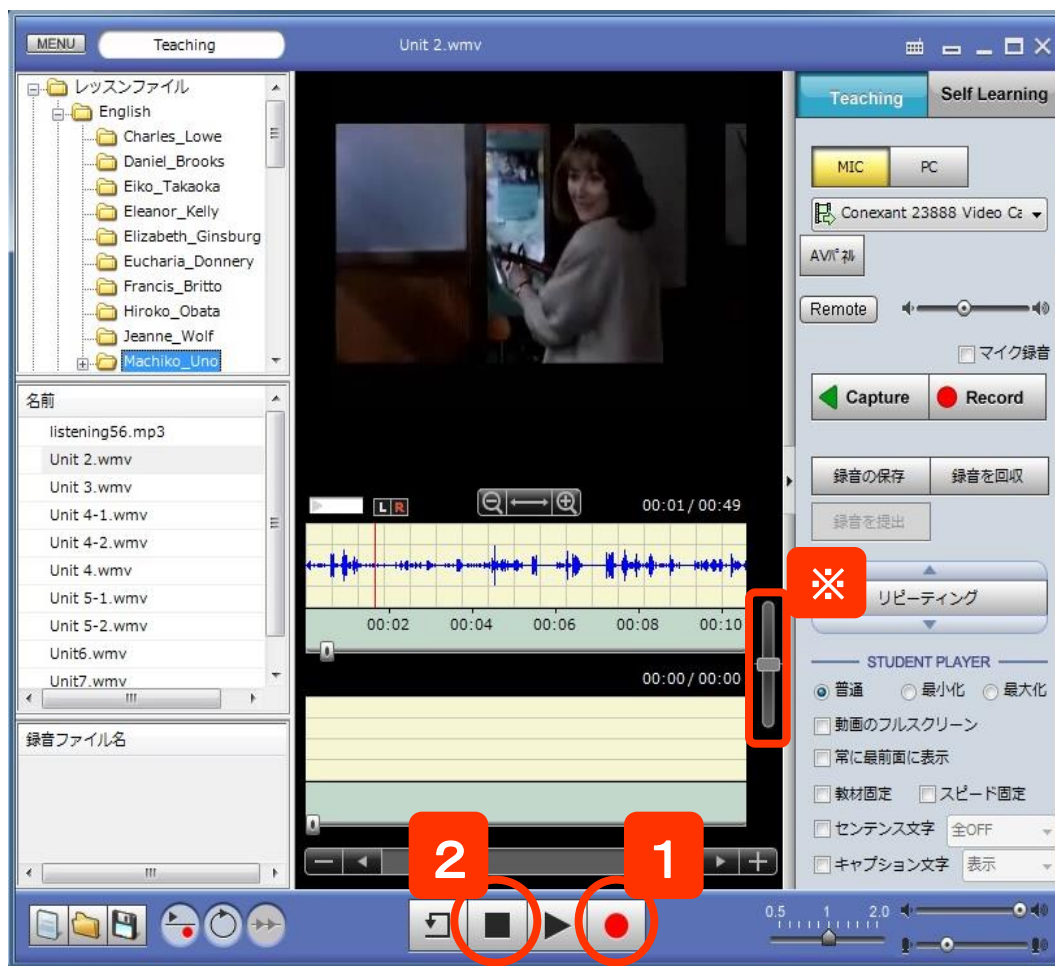 MENU Teaching Unit 2.wmv
レッスンファイル
English
Charles_Lowe
Daniel_Brooks
Eiko_Takaoka
Eleanor_Kelly
Elizabeth_Ginsburg
Eucharia_Donnery
Francis_Britto
Hiroko_Obata
Jeanne_Wolf
Machiko_Uno
名前
listening56.mp3
Unit 2.wmv
Unit 3.wmv
Unit 4-1.wmv
Unit 4-2.wmv
Unit 4.wmv
Unit 5-1.wmv
Unit 5-2.wmv
Unit6.wmv
Unit7.wmv
録音ファイル名
L R
00:01/00:49
00:02 00:04 00:06 00:08 00:10
00:00/00:00
※
2
1
Teaching Self Learning
MIC PC
Conexant 23888 Video Ca
AVパネル
Remote
マイク録音
Capture Record
録音の保存 録音を回収
録音を提出
リピーティング
STUDENT PLAYER
普通 最小化 最大化
動画のフルスクリーン
常に最前面に表示
教材固定 スピード固定
センテンス文字 全OFF
キャプション文字 表示
0.5 1 2.0